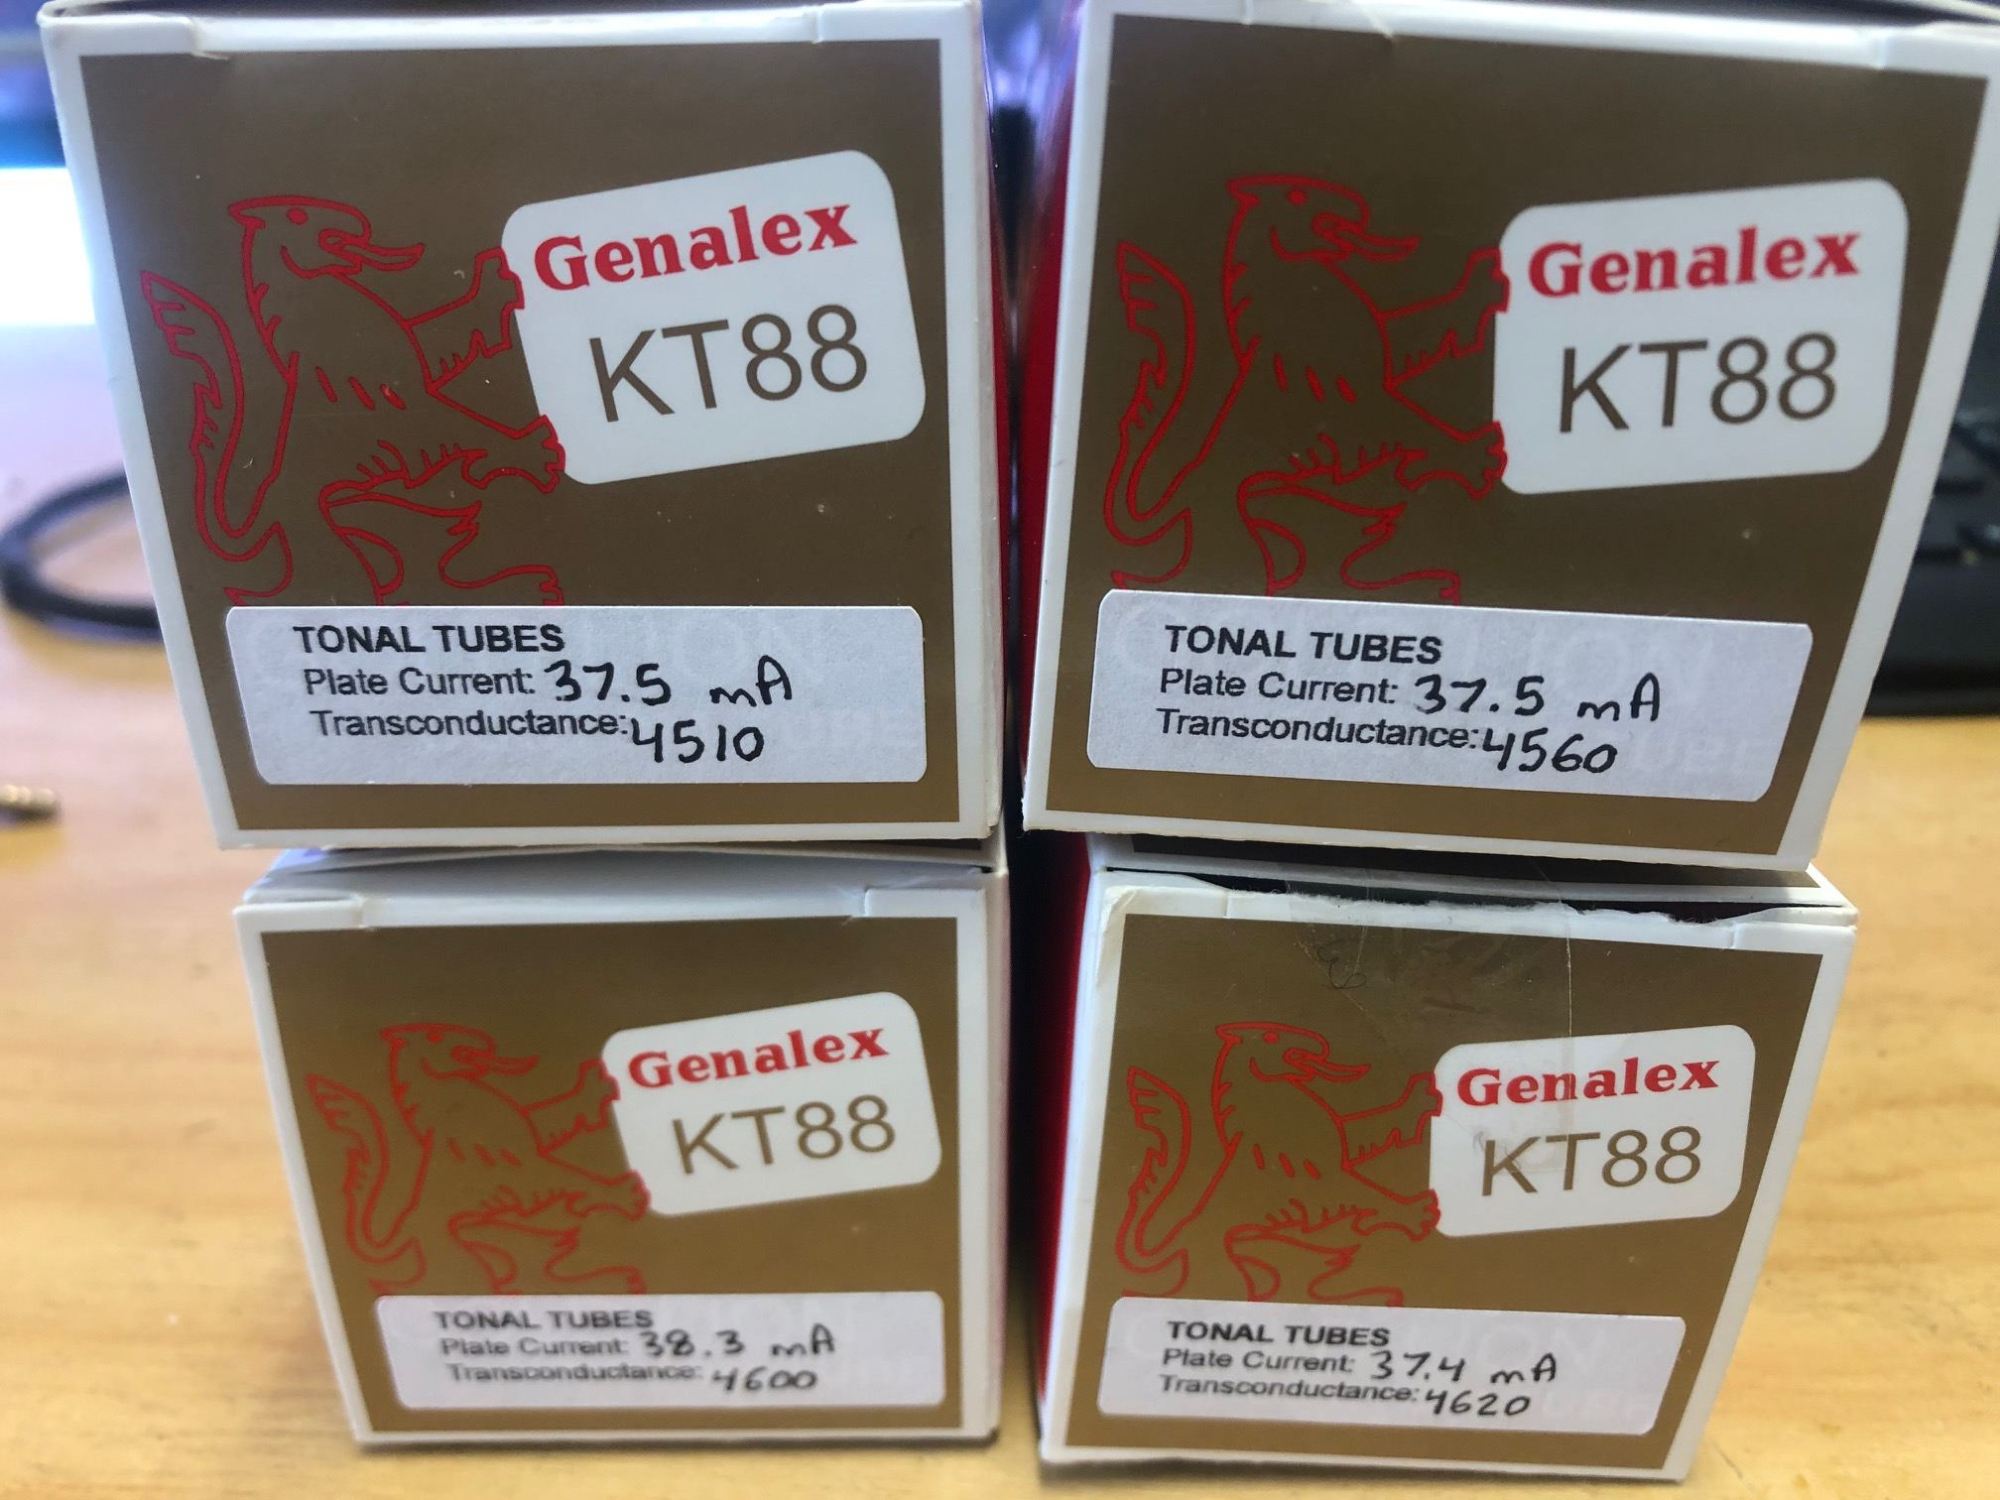 Genalex
KT88
TONAL TUBES
Plate Current: 37.5 mA
Transconductance: 4510
Genalex
KT88
TONAL TUBES
Plate Current: 37.5 mA
Transconductance: 4560
Genalex
KT88
TONAL TUBES
Plate Current: 38.3 mA
Transconductance: 4600
Genalex
KT88
TONAL TUBES
Plate Current: 37.4 mA
Transconductance: 4620